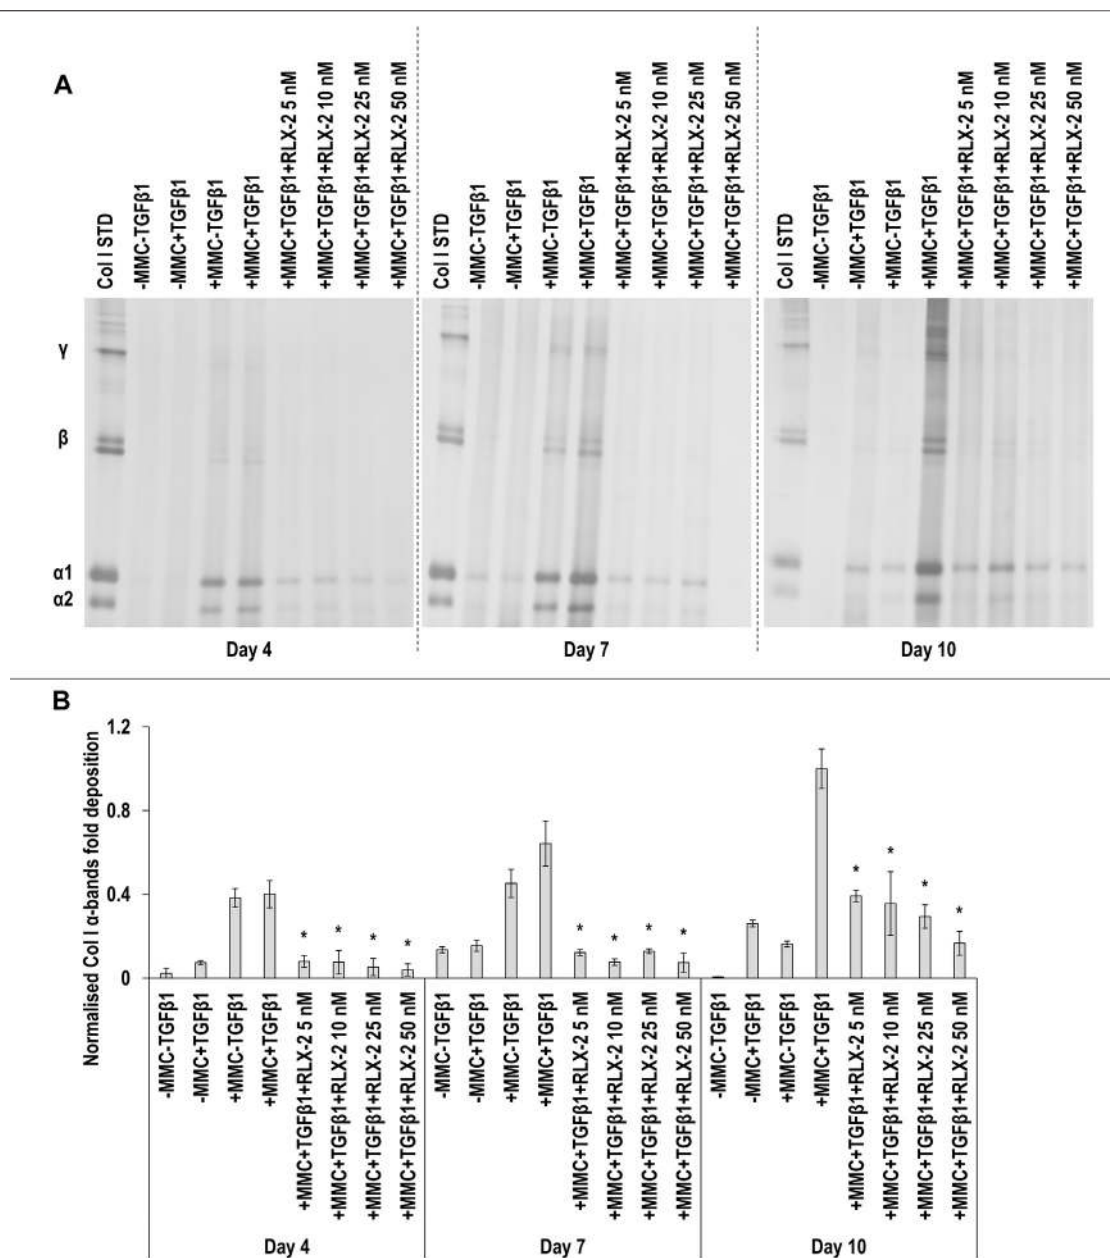 A
Col I STD
-MMC-TGFβ1
-MMC+TGFβ1
+MMC-TGFβ1
+MMC+TGFβ1
+MMC+TGFβ1+RLX-2 5 nM
+MMC+TGFβ1+RLX-2 10 nM
+MMC+TGFβ1+RLX-2 25 nM
+MMC+TGFβ1+RLX-2 50 nM
Col I STD
-MMC-TGFβ1
-MMC+TGFβ1
+MMC-TGFβ1
+MMC+TGFβ1
+MMC+TGFβ1+RLX-2 5 nM
+MMC+TGFβ1+RLX-2 10 nM
+MMC+TGFβ1+RLX-2 25 nM
+MMC+TGFβ1+RLX-2 50 nM
Col I STD
-MMC-TGFβ1
-MMC+TGFβ1
+MMC-TGFβ1
+MMC+TGFβ1
+MMC+TGFβ1+RLX-2 5 nM
+MMC+TGFβ1+RLX-2 10 nM
+MMC+TGFβ1+RLX-2 25 nM
+MMC+TGFβ1+RLX-2 50 nM
γ
β
α1
α2
Day 4
Day 7
Day 10
B
Normalised Col I α-bands fold deposition
1.2
0.8
0.4
0
* * * *
* * * *
* * * *
-MMC-TGFβ1
-MMC+TGFβ1
+MMC-TGFβ1
+MMC+TGFβ1
+MMC+TGFβ1+RLX-2 5 nM
+MMC+TGFβ1+RLX-2 10 nM
+MMC+TGFβ1+RLX-2 25 nM
+MMC+TGFβ1+RLX-2 50 nM
-MMC-TGFβ1
-MMC+TGFβ1
+MMC-TGFβ1
+MMC+TGFβ1
+MMC+TGFβ1+RLX-2 5 nM
+MMC+TGFβ1+RLX-2 10 nM
+MMC+TGFβ1+RLX-2 25 nM
+MMC+TGFβ1+RLX-2 50 nM
-MMC-TGFβ1
-MMC+TGFβ1
+MMC-TGFβ1
+MMC+TGFβ1
+MMC+TGFβ1+RLX-2 5 nM
+MMC+TGFβ1+RLX-2 10 nM
+MMC+TGFβ1+RLX-2 25 nM
+MMC+TGFβ1+RLX-2 50 nM
Day 4
Day 7
Day 10